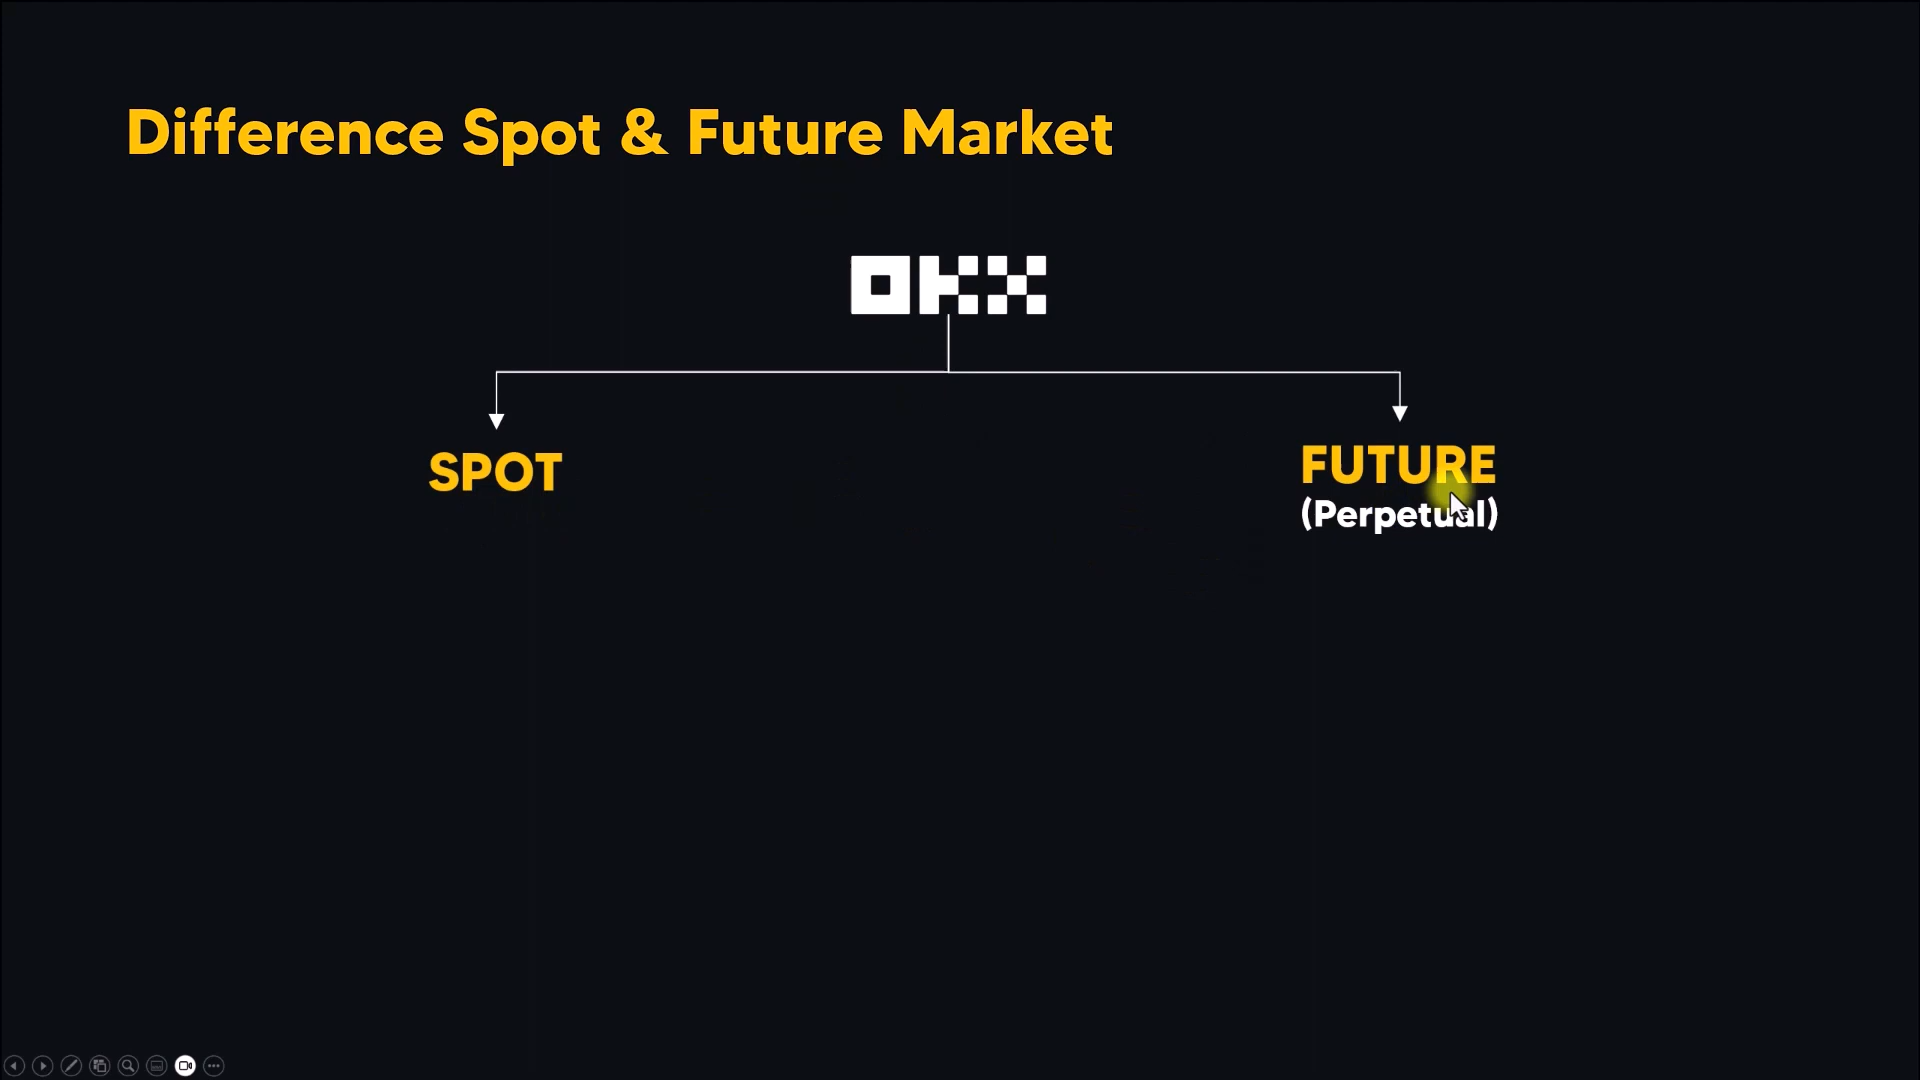 Difference Spot & Future Market
OKX
SPOT
FUTURE
(Perpetual)